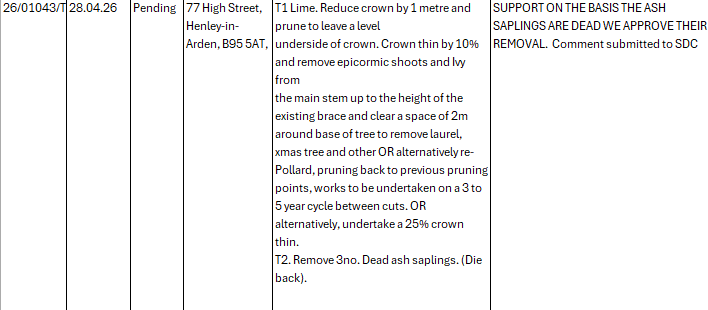 26/01043/T
28.04.26
Pending
77 High Street,
Henley-in-
Arden, B95 5AT,
T1 Lime. Reduce crown by 1 metre and
prune to leave a level
underside of crown. Crown thin by 10%
and remove epicormic shoots and Ivy
from
the main stem up to the height of the
existing brace and clear a space of 2m
around base of tree to remove laurel,
xmas tree and other OR alternatively re-
Pollard, pruning back to previous pruning
points, works to be undertaken on a 3 to
5 year cycle between cuts. OR
alternatively, undertake a 25% crown
thin.
T2. Remove 3no. Dead ash saplings. (Die
back).
SUPPORT ON THE BASIS THE ASH
SAPLINGS ARE DEAD WE APPROVE THEIR
REMOVAL.  Comment submitted to SDC